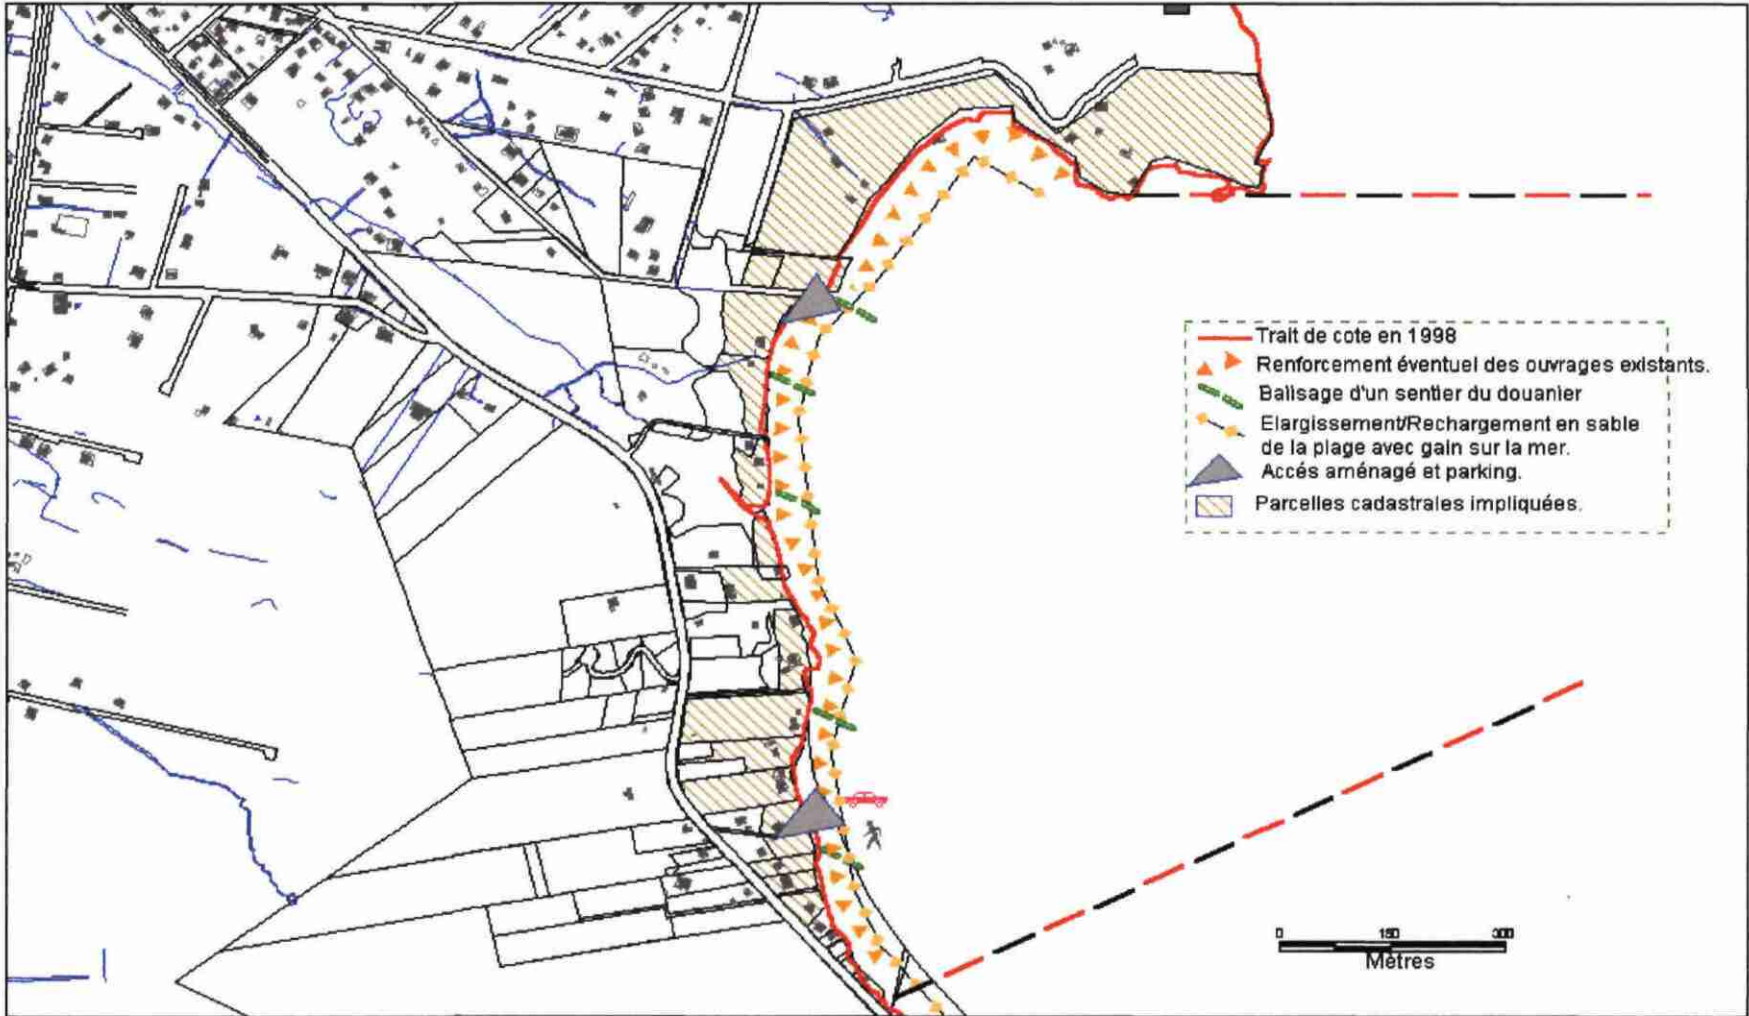 Trait de cote en 1998
Renforcement éventuel des ouvrages existants.
Balisage d'un sentier du douanier
Elargissement/Rechargement en sable
de la plage avec gain sur la mer.
Accés aménagé et parking.
Parcelles cadastrales impliquées.
0 150 300
Métres